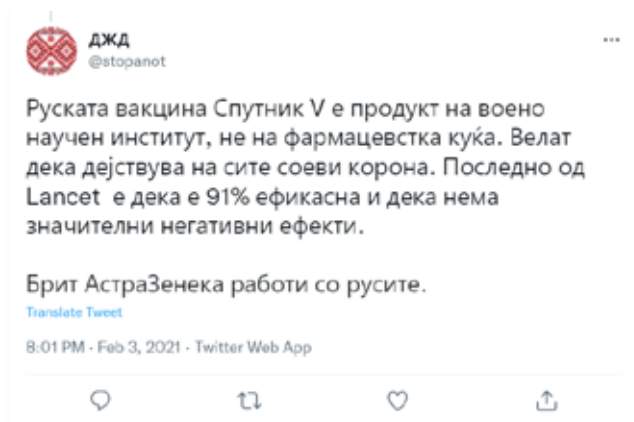 ДЖД
@stopanot
Руската вакцина Спутник V е продукт на воено
научен институт, не на фармацевстка куќа. Велат
дека дејствува на сите соеви корона. Последно од
Lancet е дека е 91% ефикасна и дека нема
значителни негативни ефекти.
Брит АстраЗенека работи со русите.
Translate Tweet
8:01 PM · Feb 3, 2021 · Twitter Web App